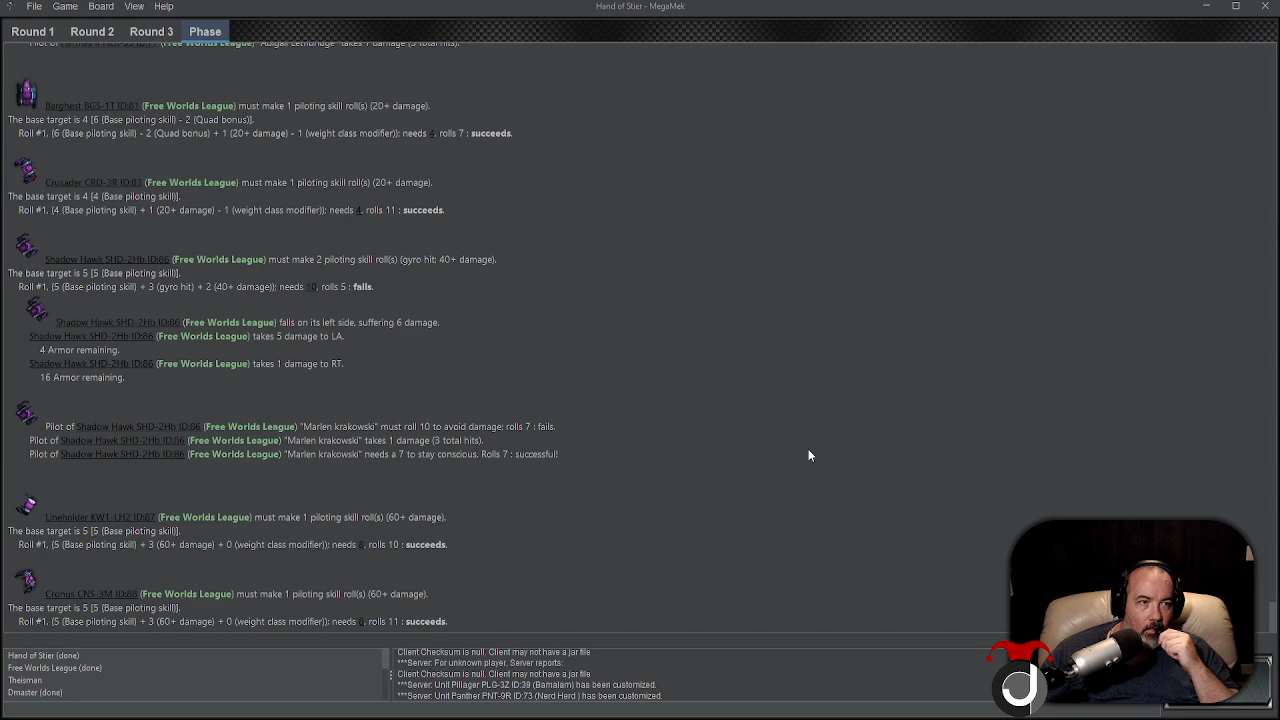 Hand of Stier - MegaMek
File Game Board View Help
Round 1 Round 2 Round 3 Phase
(Free Worlds League) "Abigail Lethbridge" takes 1 damage (3 total hits).
Barghest BGS-1T ID:81 (Free Worlds League) must make 1 piloting skill roll(s) (20+ damage).
The base target is 4 [6 (Base piloting skill) - 2 (Quad bonus)].
Roll #1, (6 (Base piloting skill) - 2 (Quad bonus) + 1 (20+ damage) - 1 (weight class modifier)); needs 4, rolls 7 : succeeds.
Crusader CRD-3R ID:83 (Free Worlds League) must make 1 piloting skill roll(s) (20+ damage).
The base target is 4 [4 (Base piloting skill)].
Roll #1, (4 (Base piloting skill) + 1 (20+ damage) - 1 (weight class modifier)); needs 4, rolls 11 : succeeds.
Shadow Hawk SHD-2Hb ID:86 (Free Worlds League) must make 2 piloting skill roll(s) (gyro hit; 40+ damage).
The base target is 5 [5 (Base piloting skill)].
Roll #1, (5 (Base piloting skill) + 3 (gyro hit) + 2 (40+ damage)); needs 10, rolls 5 : falls.
Shadow Hawk SHD-2Hb ID:86 (Free Worlds League) falls on its left side, suffering 6 damage.
Shadow Hawk SHD-2Hb ID:86 (Free Worlds League) takes 5 damage to LA.
4 Armor remaining.
Shadow Hawk SHD-2Hb ID:86 (Free Worlds League) takes 1 damage to RT.
16 Armor remaining.
Pilot of Shadow Hawk SHD-2Hb ID:86 (Free Worlds League) "Marlen krakowski" must roll 10 to avoid damage; rolls 7 : fails.
Pilot of Shadow Hawk SHD-2Hb ID:86 (Free Worlds League) "Marlen krakowski" takes 1 damage (3 total hits).
Pilot of Shadow Hawk SHD-2Hb ID:86 (Free Worlds League) "Marlen krakowski" needs a 7 to stay conscious. Rolls 7 : successful!
Lineholder KW1-LH2 ID:87 (Free Worlds League) must make 1 piloting skill roll(s) (60+ damage).
The base target is 5 [5 (Base piloting skill)].
Roll #1, (5 (Base piloting skill) + 3 (60+ damage) + 0 (weight class modifier)); needs 8, rolls 10 : succeeds.
Cronus CNS-3M ID:88 (Free Worlds League) must make 1 piloting skill roll(s) (60+ damage).
The base target is 5 [5 (Base piloting skill)].
Roll #1, (5 (Base piloting skill) + 3 (60+ damage) + 0 (weight class modifier)); needs 8, rolls 11 : succeeds.
Hand of Stier (done)
Free Worlds League (done)
Theisman
Dmaster (done)
Client Checksum is null. Client may not have a jar file
***Server: For unknown player, Server reports:
Client Checksum is null. Client may not have a jar file
***Server: Unit Pillager PLG-3Z ID:39 (Bamalam) has been customized.
***Server: Unit Panther PNT-9R ID:73 (Nerd Herd ) has been customized.